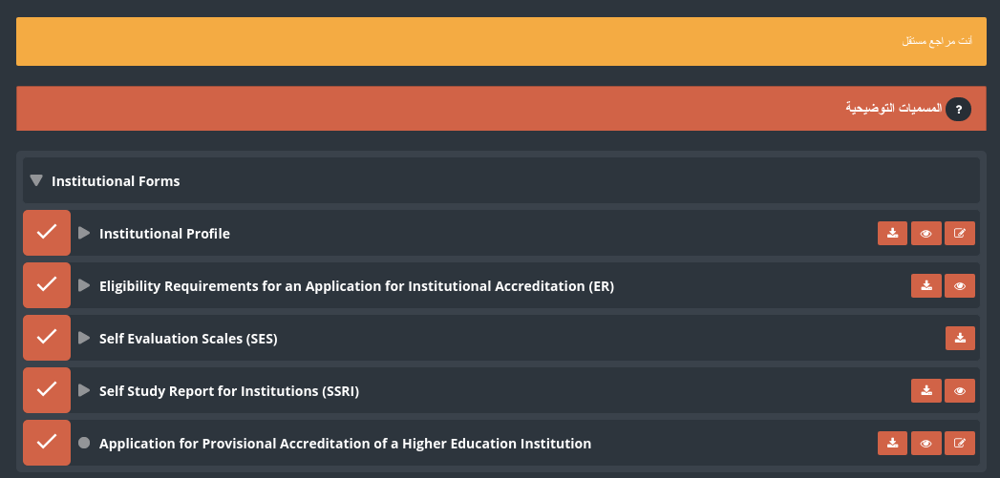 أنت مراجع مستقل
? المسميات التوضيحية
Institutional Forms
Institutional Profile
Eligibility Requirements for an Application for Institutional Accreditation (ER)
Self Evaluation Scales (SES)
Self Study Report for Institutions (SSRI)
Application for Provisional Accreditation of a Higher Education Institution